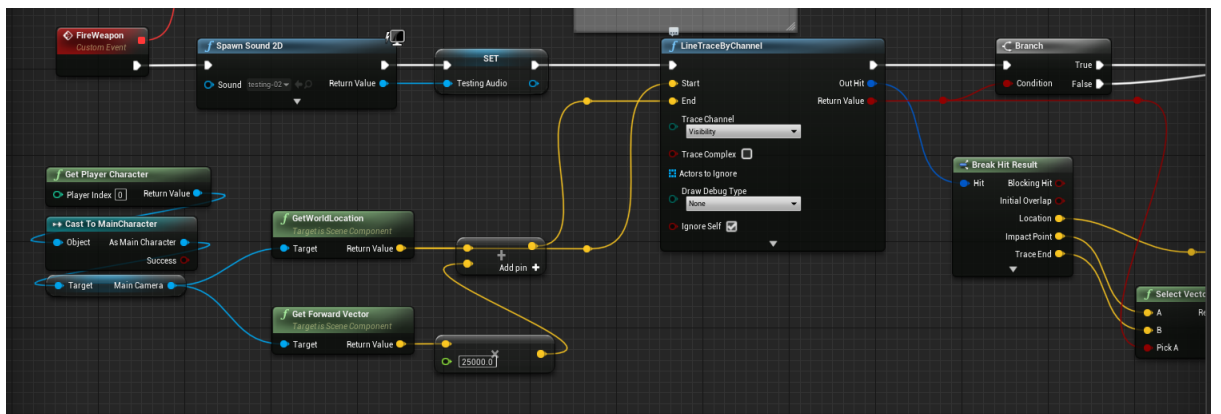 FireWeapon
Custom Event
Spawn Sound 2D
Sound testing-02 Return Value
SET
Testing Audio
LineTraceByChannel
Start Out Hit
End Return Value
Trace Channel
Visibility
Trace Complex
Actors to Ignore
Draw Debug Type
None
Ignore Self
Branch
True
Condition False
Get Player Character
Player Index 0 Return Value
Cast To MainCharacter
Object As Main Character
Success
Target Main Camera
GetWorldLocation
Target is Scene Component
Target Return Value
+
Add pin +
Get Forward Vector
Target is Scene Component
Target Return Value
25000.0
Break Hit Result
Hit Blocking Hit
Initial Overlap
Location
Impact Point
Trace End
Select Vecto
A Re
B
Pick A